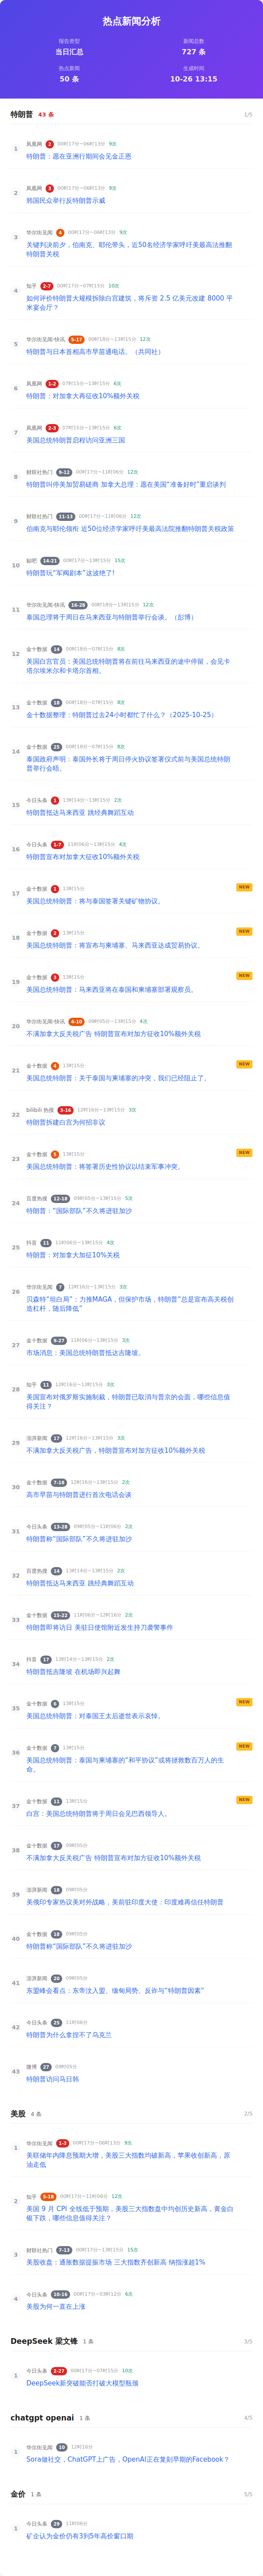 热点新闻分析
报告类型
新闻总数
当日汇总
727 条
热点新闻
生成时间
50 条
10-26 13:15
特朗普 43 条 1/5
1 凤凰网 2 00时17分~06时13分 9次
特朗普：愿在亚洲行期间会见金正恩
2 凤凰网 3 00时17分~06时13分 9次
韩国民众举行反特朗普示威
3 华尔街见闻 4 00时17分~06时13分 9次
关键判决前夕，伯南克、耶伦带头，近50名经济学家呼吁美最高法推翻
特朗普关税
4 知乎 2-7 00时17分~07时15分 10次
如何评价特朗普大规模拆除白宫建筑，将斥资 2.5 亿美元改建 8000 平
米宴会厅？
5 华尔街见闻-快讯 5-17 00时18分~13时15分 12次
特朗普与日本首相高市早苗通电话。（共同社）
6 凤凰网 1-2 07时15分~13时15分 6次
特朗普：对加拿大再征收10%额外关税
7 凤凰网 2-3 07时15分~13时15分 6次
美国总统特朗普启程访问亚洲三国
8 财联社热门 9-12 00时17分~11时06分 12次
特朗普叫停美加贸易磋商 加拿大总理：愿在美国“准备好时”重启谈判
9 财联社热门 11-13 00时17分~11时06分 12次
伯南克与耶伦领衔 近50位经济学家呼吁美最高法院推翻特朗普关税政策
10 贴吧 14-21 00时17分~13时15分 15次
特朗普玩“军阀剧本”这波绝了!
11 华尔街见闻-快讯 16-28 00时18分~13时15分 12次
泰国总理将于周日在马来西亚与特朗普举行会谈。（彭博）
12 金十数据 14 00时18分~07时15分 8次
美国白宫官员：美国总统特朗普将在前往马来西亚的途中停留，会见卡
塔尔埃米尔和卡塔尔首相。
13 金十数据 18 00时18分~07时15分 8次
金十数据整理：特朗普过去24小时都忙了什么？（2025-10-25）
14 金十数据 25 00时18分~07时15分 8次
泰国政府声明：泰国外长将于周日停火协议签署仪式前与美国总统特朗
普举行会晤。
15 今日头条 1 13时14分~13时15分 2次
特朗普抵达马来西亚 跳经典舞蹈互动
16 今日头条 1-7 11时06分~13时15分 4次
特朗普宣布对加拿大征收10%额外关税
17 金十数据 1 13时15分 NEW
美国总统特朗普：将与泰国签署关键矿物协议。
18 金十数据 2 13时15分 NEW
美国总统特朗普：将宣布与柬埔寨、马来西亚达成贸易协议。
19 金十数据 3 13时15分 NEW
美国总统特朗普：马来西亚将在泰国和柬埔寨部署观察员。
20 华尔街见闻-快讯 4-10 09时05分~13时15分 4次
不满加拿大反关税广告 特朗普宣布对加方征收10%额外关税
21 金十数据 4 13时15分 NEW
美国总统特朗普：关于泰国与柬埔寨的冲突，我们已经阻止了。
22 bilibili 热搜 3-16 12时16分~13时15分 3次
特朗普拆建白宫为何招非议
23 金十数据 5 13时15分 NEW
美国总统特朗普：将签署历史性协议以结束军事冲突。
24 百度热搜 12-18 09时05分~13时15分 5次
特朗普：“国际部队”不久将进驻加沙
25 抖音 11 11时06分~13时15分 4次
特朗普：对加拿大加征10%关税
26 华尔街见闻 7 12时16分~13时15分 3次
贝森特“坦白局”：力推MAGA，但保护市场，特朗普“总是宣布高关税创
造杠杆，随后降低”
27 金十数据 9-27 11时06分~13时15分 3次
市场消息：美国总统特朗普抵达吉隆坡。
28 知乎 11 12时16分~13时15分 3次
美国宣布对俄罗斯实施制裁，特朗普已取消与普京的会面，哪些信息值
得关注？
29 澎湃新闻 17 12时16分~13时15分 3次
不满加拿大反关税广告，特朗普宣布对加方征收10%额外关税
30 金十数据 7-18 12时16分~13时15分 2次
高市早苗与特朗普进行首次电话会谈
31 今日头条 13-28 09时05分~11时06分 2次
特朗普称“国际部队”不久将进驻加沙
32 百度热搜 14 13时14分~13时15分 2次
特朗普抵达马来西亚 跳经典舞蹈互动
33 金十数据 15-22 11时06分~12时16分 2次
特朗普即将访日 美驻日使馆附近发生持刀袭警事件
34 抖音 17 13时14分~13时15分 2次
特朗普抵吉隆坡 在机场即兴起舞
35 金十数据 6 13时15分 NEW
美国总统特朗普：对泰国王太后逝世表示哀悼。
36 金十数据 7 13时15分 NEW
美国总统特朗普：泰国与柬埔寨的“和平协议”或将拯救数百万人的生
命。
37 金十数据 11 13时15分 NEW
白宫：美国总统特朗普将于周日会见巴西领导人。
38 金十数据 17 09时05分
不满加拿大反关税广告 特朗普宣布对加方征收10%额外关税
39 澎湃新闻 18 09时05分
美俄印专家热议美对外战略，美前驻印度大使：印度难再信任特朗普
40 金十数据 18 09时05分
特朗普称“国际部队”不久将进驻加沙
41 澎湃新闻 20 09时05分
东盟峰会看点：东帝汶入盟、缅甸局势、反诈与“特朗普因素”
42 今日头条 25 11时06分
特朗普为什么拿捏不了乌克兰
43 微博 27 09时05分
特朗普访问马日韩
美股 4 条 2/5
1 华尔街见闻 1-3 00时17分~06时13分 9次
美联储年内降息预期大增，美股三大指数均破新高，苹果收创新高，原
油走低
2 知乎 5-18 00时17分~11时06分 12次
美国 9 月 CPI 全线低于预期，美股三大指数盘中均创历史新高，黄金白
银下跌，哪些信息值得关注？
3 财联社热门 7-13 00时17分~13时15分 15次
美股收盘：通胀数据提振市场 三大指数齐创新高 纳指涨超1%
4 今日头条 10-16 00时17分~03时12分 6次
美股为何一直在上涨
DeepSeek 梁文锋 1 条 3/5
1 今日头条 2-27 00时17分~07时15分 10次
DeepSeek新突破能否打破大模型瓶颈
chatgpt openai 1 条 4/5
1 华尔街见闻 10 12时16分
Sora做社交，ChatGPT上广告，OpenAI正在复刻早期的Facebook？
金价 1 条 5/5
1 今日头条 29 11时06分
矿企认为金价仍有3到5年高价窗口期